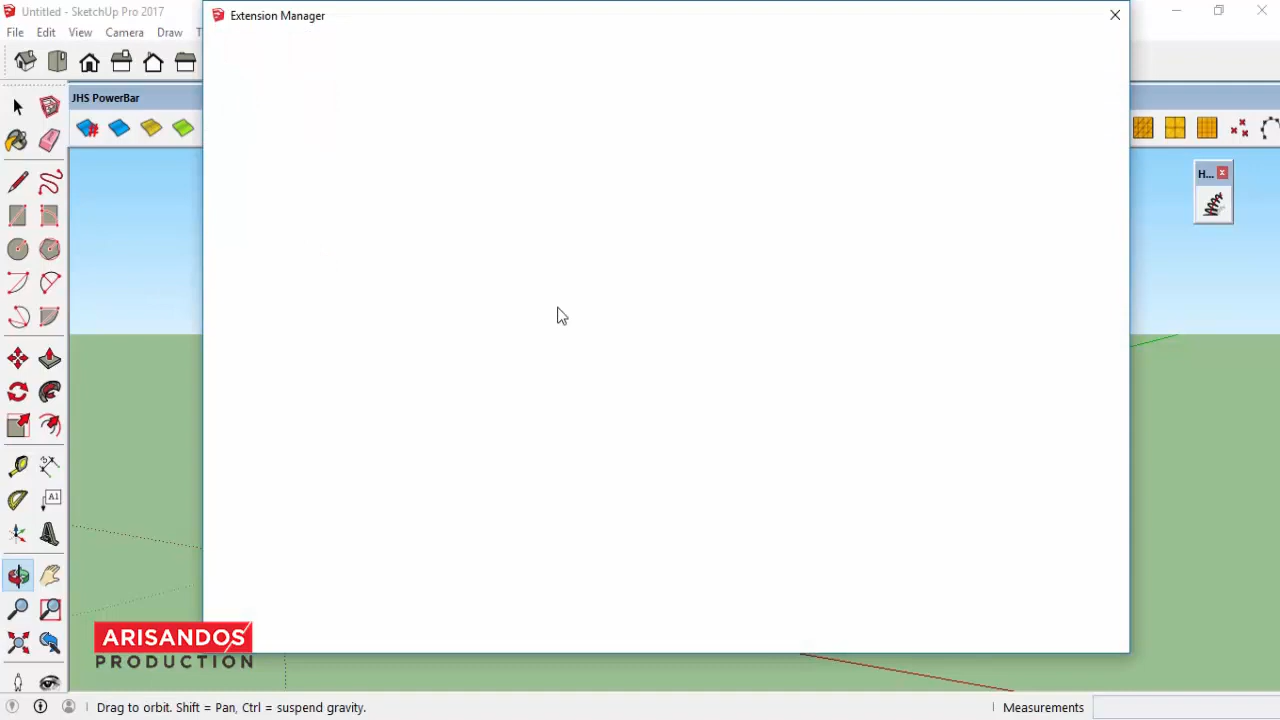 Untitled - SketchUp Pro 2017
Extension Manager
File Edit View Camera Draw T
JHS PowerBar
H...
A1
ARISANDOS
PRODUCTION
Drag to orbit. Shift = Pan, Ctrl = suspend gravity.
Measurements